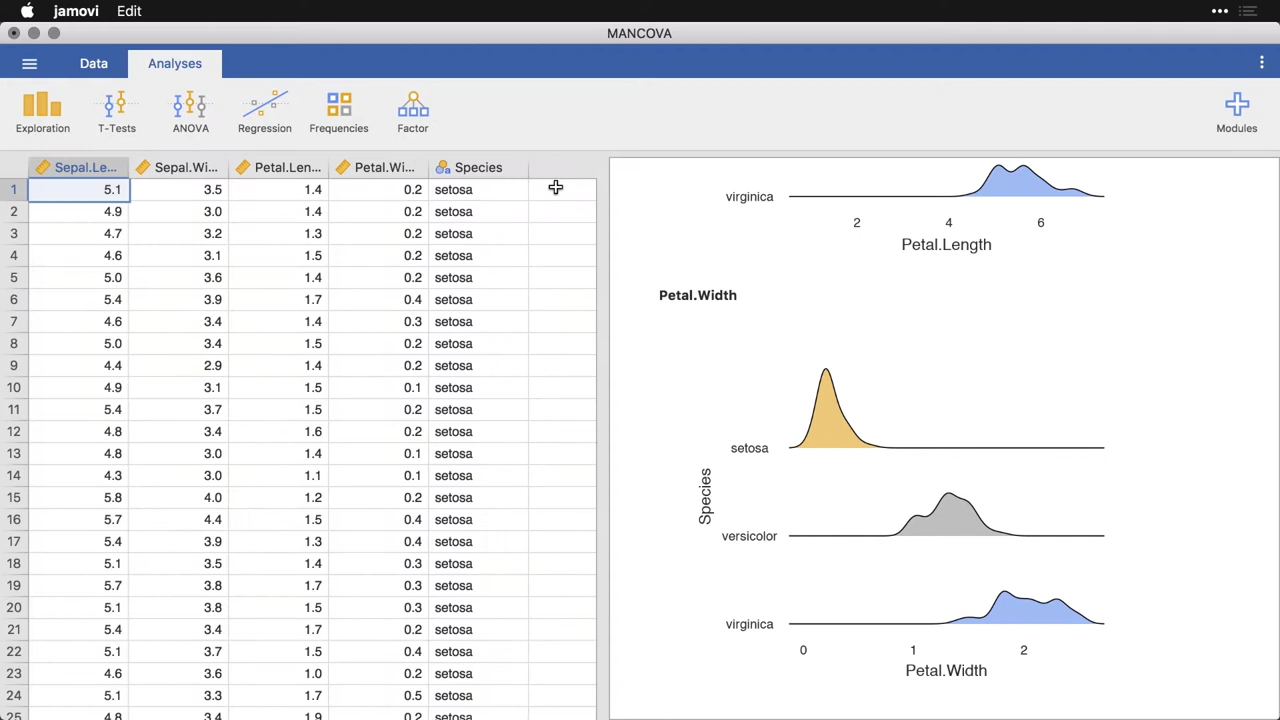 jamovi Edit
MANCOVA
Data Analyses
Exploration T-Tests ANOVA Regression Frequencies Factor Modules
Sepal.Le... Sepal.Wi... Petal.Len... Petal.Wi... Species
1 5.1 3.5 1.4 0.2 setosa
2 4.9 3.0 1.4 0.2 setosa
3 4.7 3.2 1.3 0.2 setosa
4 4.6 3.1 1.5 0.2 setosa
5 5.0 3.6 1.4 0.2 setosa
6 5.4 3.9 1.7 0.4 setosa
7 4.6 3.4 1.4 0.3 setosa
8 5.0 3.4 1.5 0.2 setosa
9 4.4 2.9 1.4 0.2 setosa
10 4.9 3.1 1.5 0.1 setosa
11 5.4 3.7 1.5 0.2 setosa
12 4.8 3.4 1.6 0.2 setosa
13 4.8 3.0 1.4 0.1 setosa
14 4.3 3.0 1.1 0.1 setosa
15 5.8 4.0 1.2 0.2 setosa
16 5.7 4.4 1.5 0.4 setosa
17 5.4 3.9 1.3 0.4 setosa
18 5.1 3.5 1.4 0.3 setosa
19 5.7 3.8 1.7 0.3 setosa
20 5.1 3.8 1.5 0.3 setosa
21 5.4 3.4 1.7 0.2 setosa
22 5.1 3.7 1.5 0.4 setosa
23 4.6 3.6 1.0 0.2 setosa
24 5.1 3.3 1.7 0.5 setosa
25 4.8 3.4 1.9 0.2 setosa
virginica
2 4 6
Petal.Length
Petal.Width
setosa
Species
versicolor
virginica
0 1 2
Petal.Width